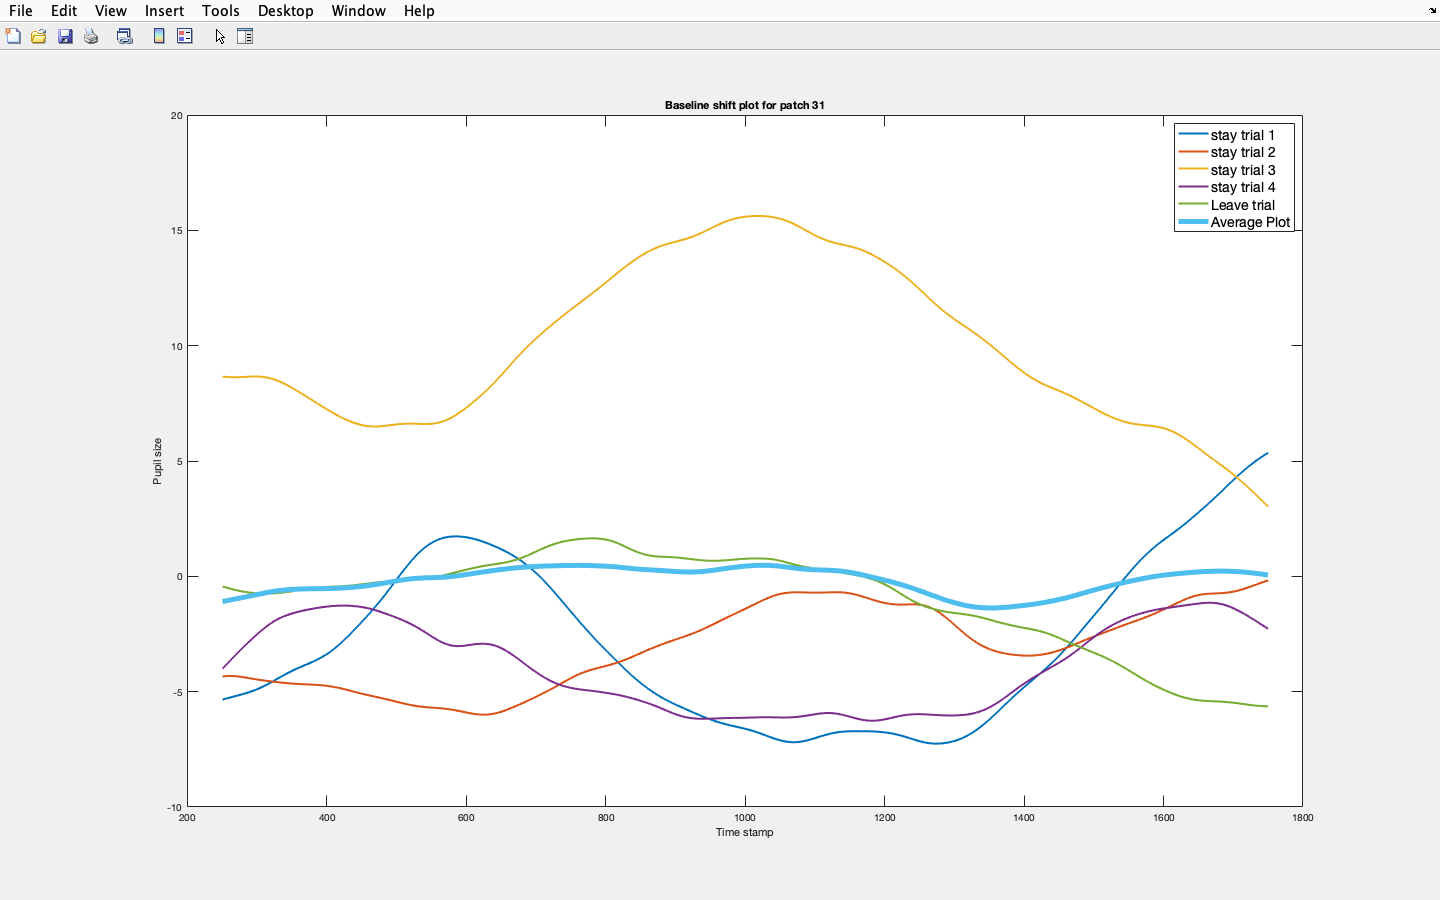 File Edit View Insert Tools Desktop Window Help
Baseline shift plot for patch 31
20
15
10
5
0
-5
-10
Pupil size
200 400 600 800 1000 1200 1400 1600 1800
Time stamp
stay trial 1
stay trial 2
stay trial 3
stay trial 4
Leave trial
Average Plot